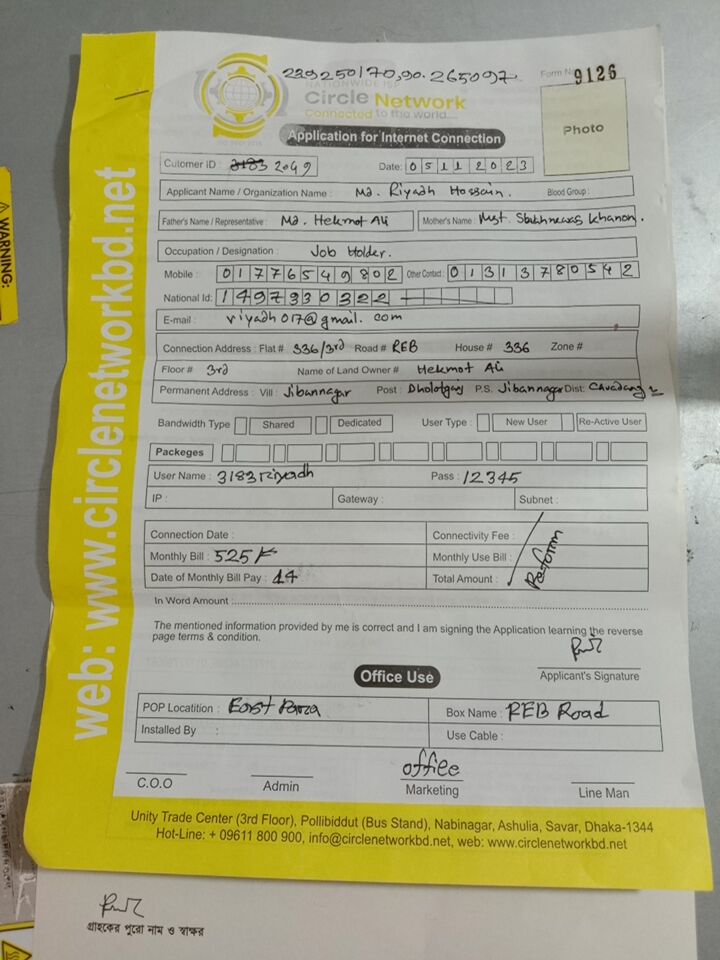 229250170,90.265097
Form No 9126
NATIONWIDE ISP
Circle Network
Connected to the world....
Photo
Application for Internet Connection
Cutomer ID : 3183 2049 Date: 05112023
Applicant Name / Organization Name : Md. Riyadh Hossain. Blood Group :
Father's Name / Representative : Md. Hekmot Ali Mother's Name : Mst. Khanon.
Occupation / Designation : Job Holder.
Mobile : 01776549802 Other Contact : 01313780542
National Id: 1497930322
E-mail : riyadh017@gmail.com
Connection Address : Flat # 336/3rd Road # REB House # 336 Zone #
Floor # 3rd Name of Land Owner # Hekmot Ali
Permanent Address : Vill : Jibannagar Post : P.S. Jibannagar Dist:
Bandwidth Type Shared Dedicated User Type : New User Re-Active User
Packeges
User Name : 3183Riyadh Pass : 12345
IP : Gateway : Subnet :
Connection Date : Connectivity Fee :
Monthly Bill : 525 Monthly Use Bill :
Date of Monthly Bill Pay : 14 Total Amount :
Reform
In Word Amount :
The mentioned information provided by me is correct and I am signing the Application learning the reverse
page terms & condition.
Applicant's Signature
Office Use
POP Locatition : East Box Name : REB Road
Installed By : Use Cable :
office
C.O.O Admin Marketing Line Man
Unity Trade Center (3rd Floor), Pollibiddut (Bus Stand), Nabinagar, Ashulia, Savar, Dhaka-1344
Hot-Line: + 09611 800 900, info@circlenetworkbd.net, web: www.circlenetworkbd.net
web: www.circlenetworkbd.net
WARNING:
গ্রাহকের পুরো নাম ও স্বাক্ষর